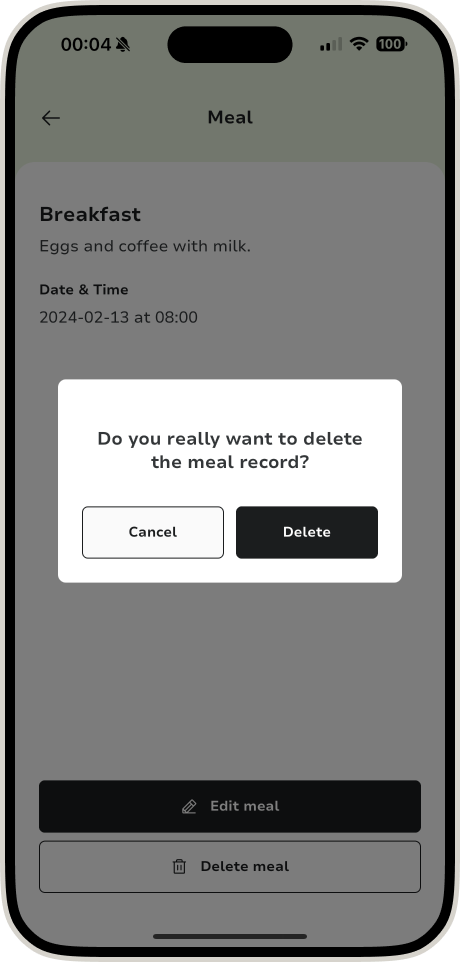 00:04
100
Meal
Breakfast
Eggs and coffee with milk.
Date & Time
2024-02-13 at 08:00
Do you really want to delete
the meal record?
Cancel
Delete
Edit meal
Delete meal